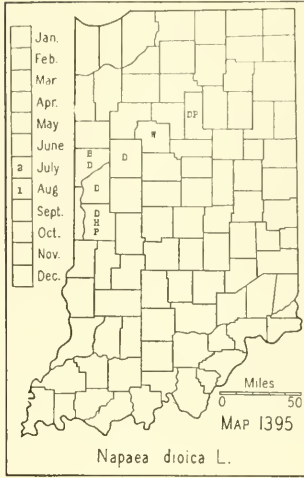 Jan.
Feb.
Mar
Apr.
May
June
2 July
1 Aug
Sept.
Oct.
Nov.
Dec.
DP
W
E
D
D
D
D
H
P
Miles
0 50
MAP 1395
Napaea dioica L.